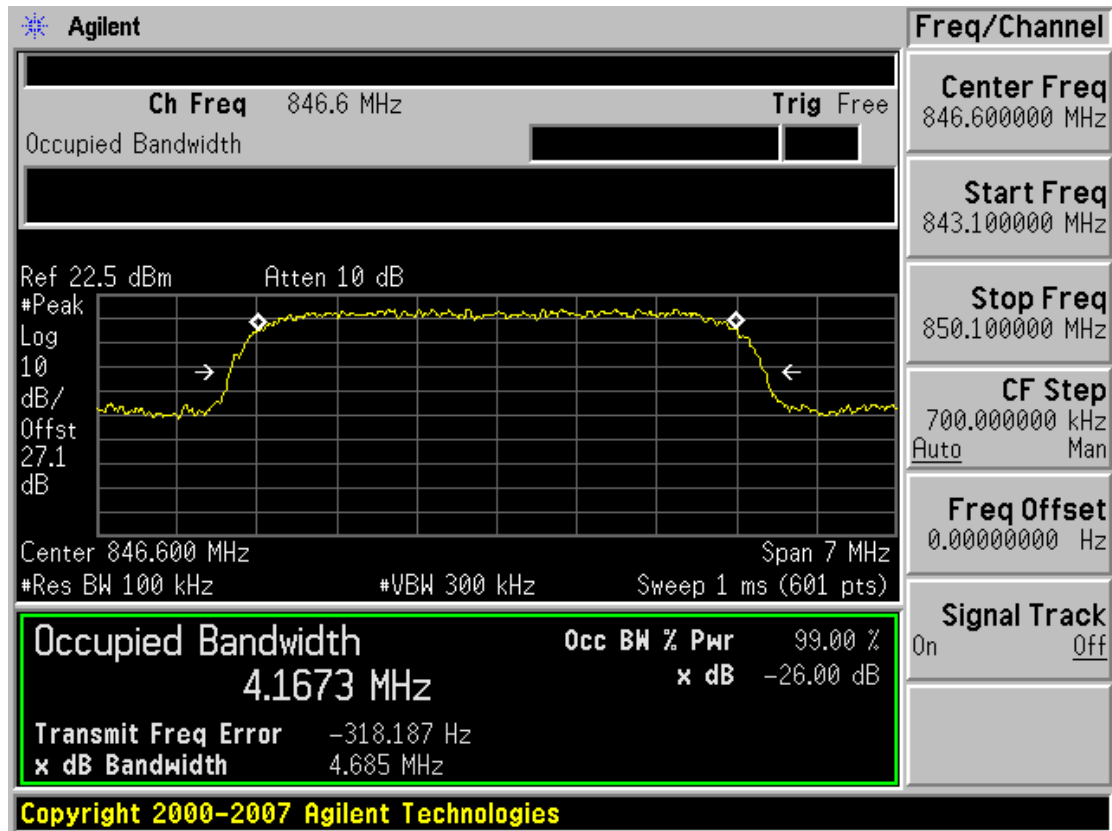 Agilent
Freq/Channel
Ch Freq 846.6 MHz Trig Free
Occupied Bandwidth
Center Freq
846.600000 MHz
Start Freq
843.100000 MHz
Stop Freq
850.100000 MHz
CF Step
700.000000 kHz
Auto Man
Freq Offset
0.00000000 Hz
Signal Track
On Off
Ref 22.5 dBm Atten 10 dB
#Peak
Log
10
dB/
Offst
27.1
dB
Center 846.600 MHz Span 7 MHz
#Res BW 100 kHz #VBW 300 kHz Sweep 1 ms (601 pts)
Occupied Bandwidth Occ BW % Pwr 99.00 %
4.1673 MHz x dB -26.00 dB
Transmit Freq Error -318.187 Hz
x dB Bandwidth 4.685 MHz
Copyright 2000-2007 Agilent Technologies